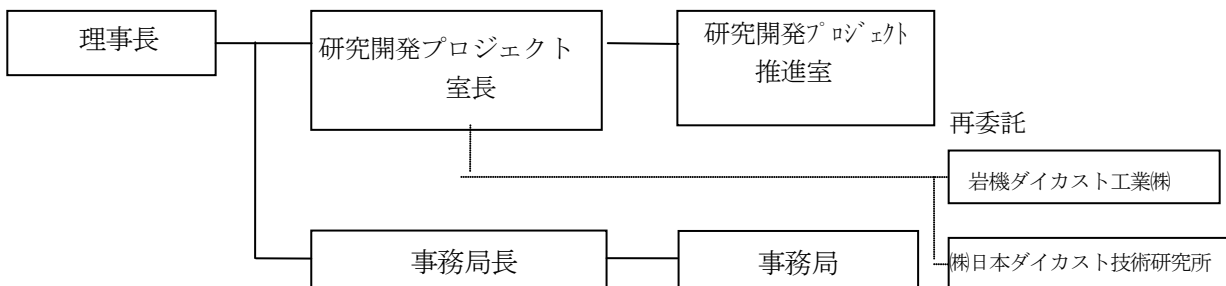 理事長
研究開発プロジェクト
室長
研究開発ﾌﾟﾛｼﾞｪｸﾄ
推進室
再委託
岩機ダイカスト工業㈱
事務局長
事務局
㈱日本ダイカスト技術研究所